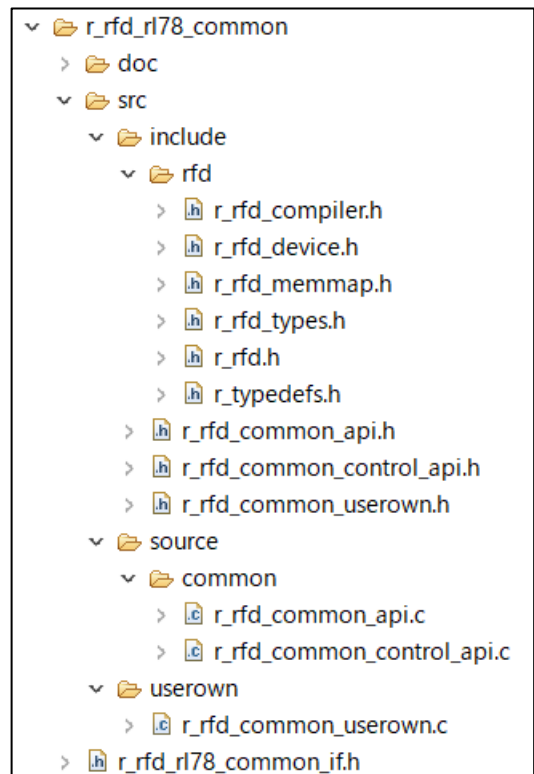 r_rfd_rl78_common
doc
src
include
rfd
r_rfd_compiler.h
r_rfd_device.h
r_rfd_memmap.h
r_rfd_types.h
r_rfd.h
r_typedefs.h
r_rfd_common_api.h
r_rfd_common_control_api.h
r_rfd_common_userown.h
source
common
r_rfd_common_api.c
r_rfd_common_control_api.c
userown
r_rfd_common_userown.c
r_rfd_rl78_common_if.h